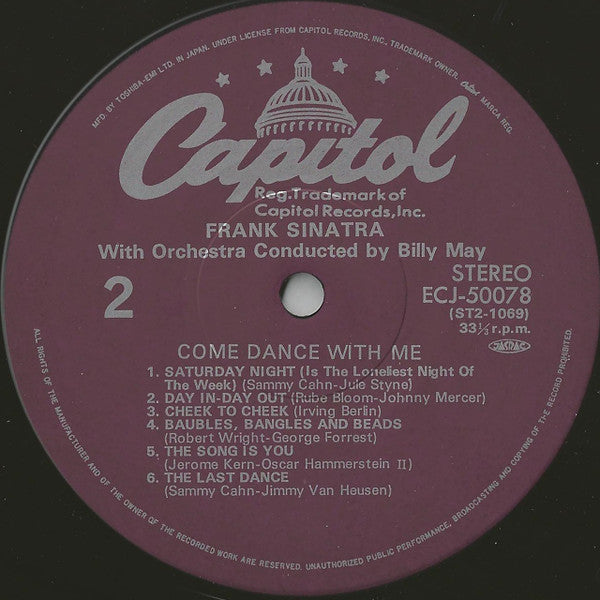 MFD. BY TOSHIBA-EMI LTD. IN JAPAN. UNDER LICENSE FROM CAPITOL RECORDS, INC., TRADEMARK OWNER. Capitol MARCA REG.
Capitol
Reg.Trademark of
Capitol Records,Inc.
FRANK SINATRA
With Orchestra Conducted by Billy May
2
STEREO
ECJ-50078
(ST2-1069)
33⅓ r.p.m.
JASRAC
COME DANCE WITH ME
1. SATURDAY NIGHT (Is The Loneliest Night Of
The Week) (Sammy Cahn-Jule Styne)
2. DAY IN-DAY OUT (Rube Bloom-Johnny Mercer)
3. CHEEK TO CHEEK (Irving Berlin)
4. BAUBLES, BANGLES AND BEADS
(Robert Wright-George Forrest)
5. THE SONG IS YOU
(Jerome Kern-Oscar Hammerstein II)
6. THE LAST DANCE
(Sammy Cahn-Jimmy Van Heusen)
ALL RIGHTS OF THE MANUFACTURER AND OF THE OWNER OF THE RECORDED WORK ARE RESERVED. UNAUTHORIZED PUBLIC PERFORMANCE, BROADCASTING AND COPYING OF THE RECORD PROHIBITED.